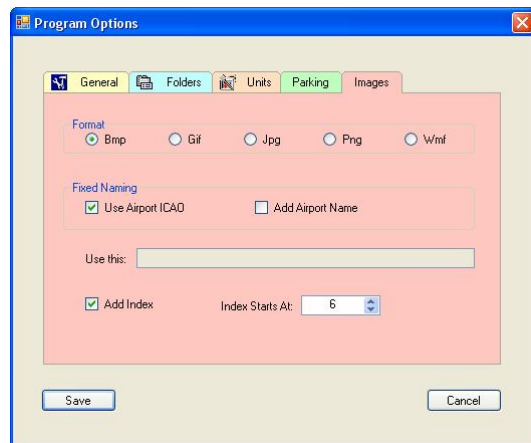 Program Options
General Folders Units Parking Images
Format
Bmp Gif Jpg Png Wmf
Fixed Naming
Use Airport ICAO Add Airport Name
Use this:
Add Index Index Starts At: 6
Save Cancel